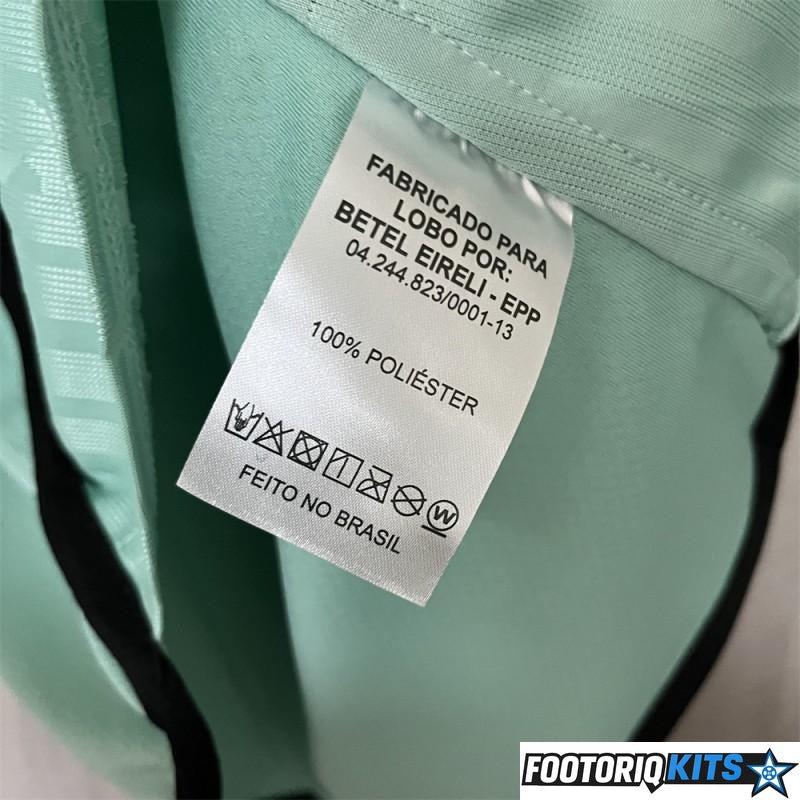 FABRICADO PARA
LOBO POR:
BETEL EIRELI - EPP
04.244.823/0001-13
100% POLIÉSTER
W
FEITO NO BRASIL
FOOTORIQKITS